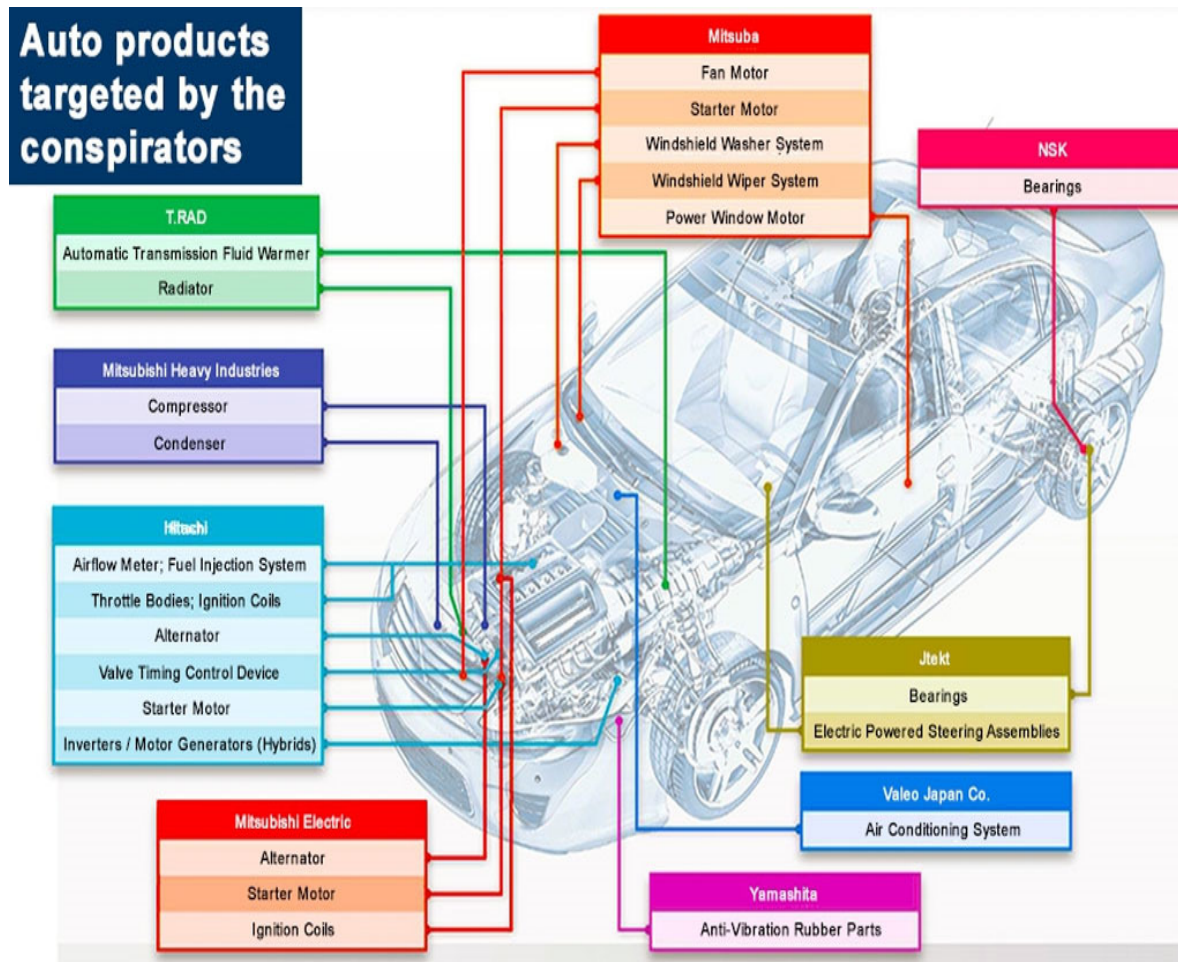 Auto products
targeted by the
conspirators
Mitsuba
Fan Motor
Starter Motor
Windshield Washer System
Windshield Wiper System
Power Window Motor
NSK
Bearings
T.RAD
Automatic Transmission Fluid Warmer
Radiator
Mitsubishi Heavy Industries
Compressor
Condenser
Hitachi
Airflow Meter; Fuel Injection System
Throttle Bodies; Ignition Coils
Alternator
Valve Timing Control Device
Starter Motor
Inverters / Motor Generators (Hybrids)
Jtekt
Bearings
Electric Powered Steering Assemblies
Valeo Japan Co.
Air Conditioning System
Mitsubishi Electric
Alternator
Starter Motor
Ignition Coils
Yamashita
Anti-Vibration Rubber Parts